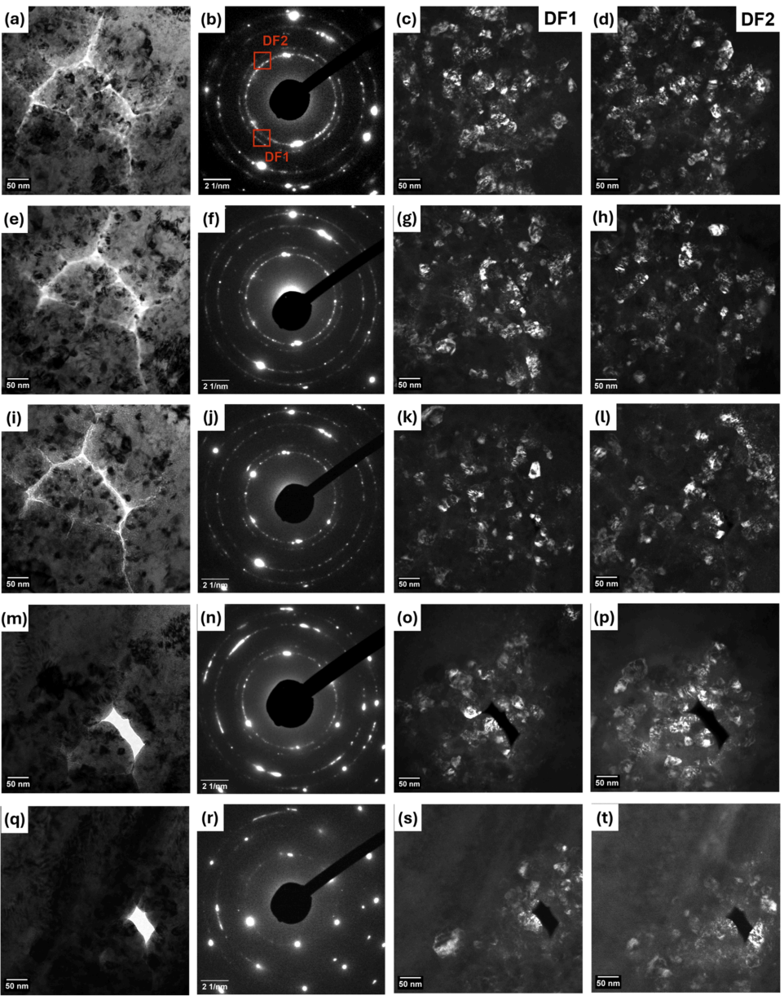 (a)
(b)
(c)
DF1
(d)
DF2
DF2
DF1
50 nm
2 1/nm
50 nm
50 nm
(e)
(f)
(g)
(h)
50 nm
2 1/nm
50 nm
50 nm
(i)
(j)
(k)
(l)
50 nm
2 1/nm
50 nm
50 nm
(m)
(n)
(o)
(p)
50 nm
2 1/nm
50 nm
50 nm
(q)
(r)
(s)
(t)
50 nm
2 1/nm
50 nm
50 nm